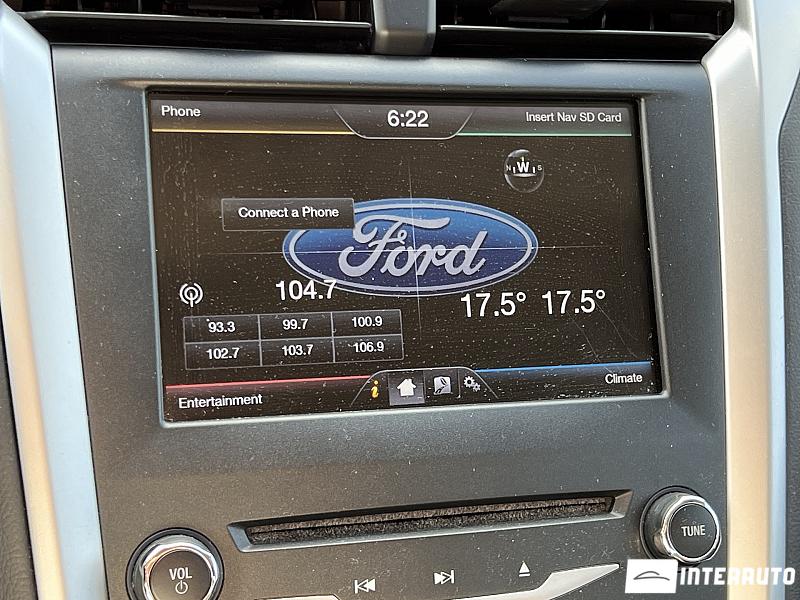 Phone
6:22
Insert Nav SD Card
N W S
Connect a Phone
Ford
104.7
17.5° 17.5°
93.3 99.7 100.9
102.7 103.7 106.9
Entertainment
i
Climate
VOL
TUNE
INTERAUTO